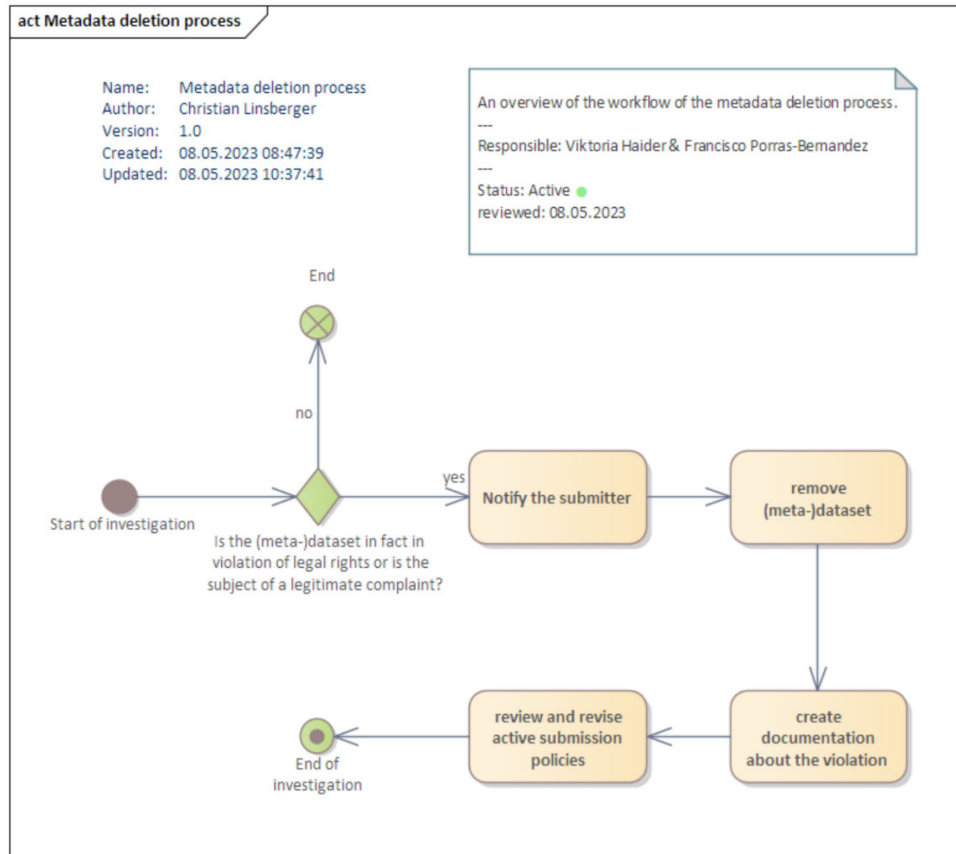 act Metadata deletion process
Name: Metadata deletion process
Author: Christian Linsberger
Version: 1.0
Created: 08.05.2023 08:47:39
Updated: 08.05.2023 10:37:41
An overview of the workflow of the metadata deletion process.
---
Responsible: Viktoria Haider & Francisco Porras-Bernandez
---
Status: Active
reviewed: 08.05.2023
End
no
Start of investigation
Is the (meta-)dataset in fact in
violation of legal rights or is the
subject of a legitimate complaint?
yes
Notify the submitter
remove
(meta-)dataset
create
documentation
about the violation
review and revise
active submission
policies
End of
investigation